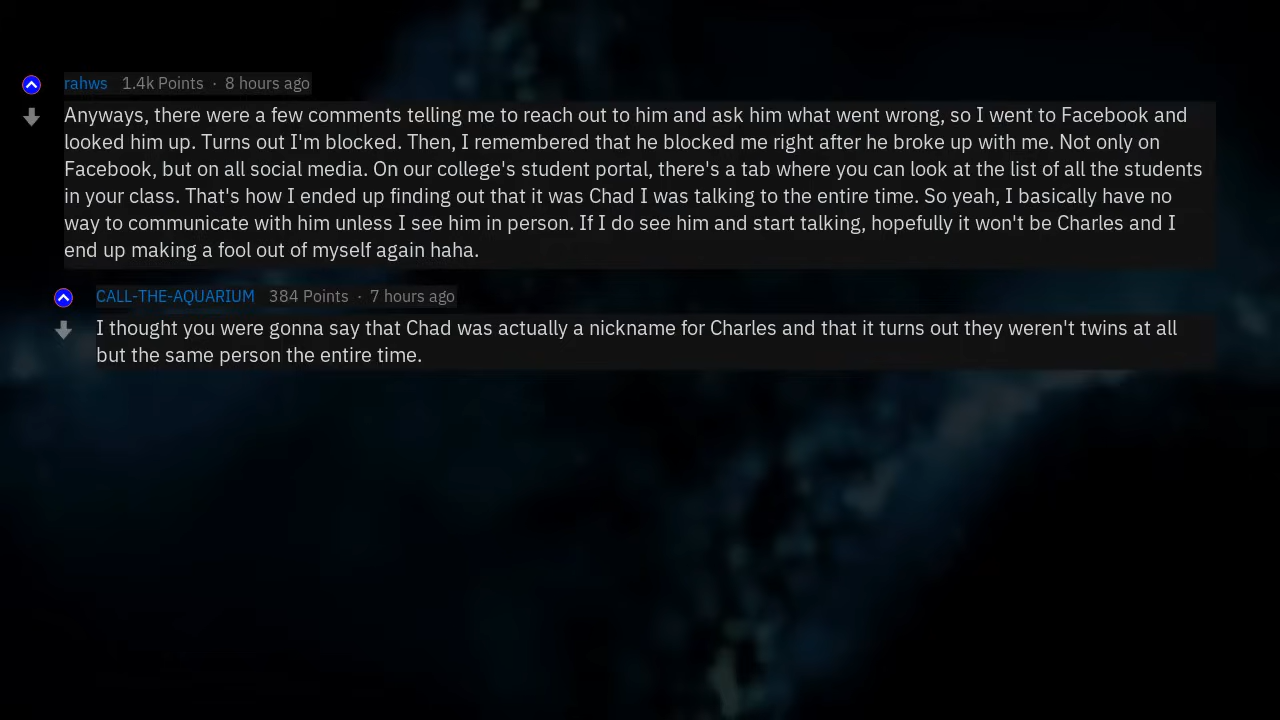 rahws 1.4k Points · 8 hours ago
Anyways, there were a few comments telling me to reach out to him and ask him what went wrong, so I went to Facebook and
looked him up. Turns out I'm blocked. Then, I remembered that he blocked me right after he broke up with me. Not only on
Facebook, but on all social media. On our college's student portal, there's a tab where you can look at the list of all the students
in your class. That's how I ended up finding out that it was Chad I was talking to the entire time. So yeah, I basically have no
way to communicate with him unless I see him in person. If I do see him and start talking, hopefully it won't be Charles and I
end up making a fool out of myself again haha.
CALL-THE-AQUARIUM 384 Points · 7 hours ago
I thought you were gonna say that Chad was actually a nickname for Charles and that it turns out they weren't twins at all
but the same person the entire time.